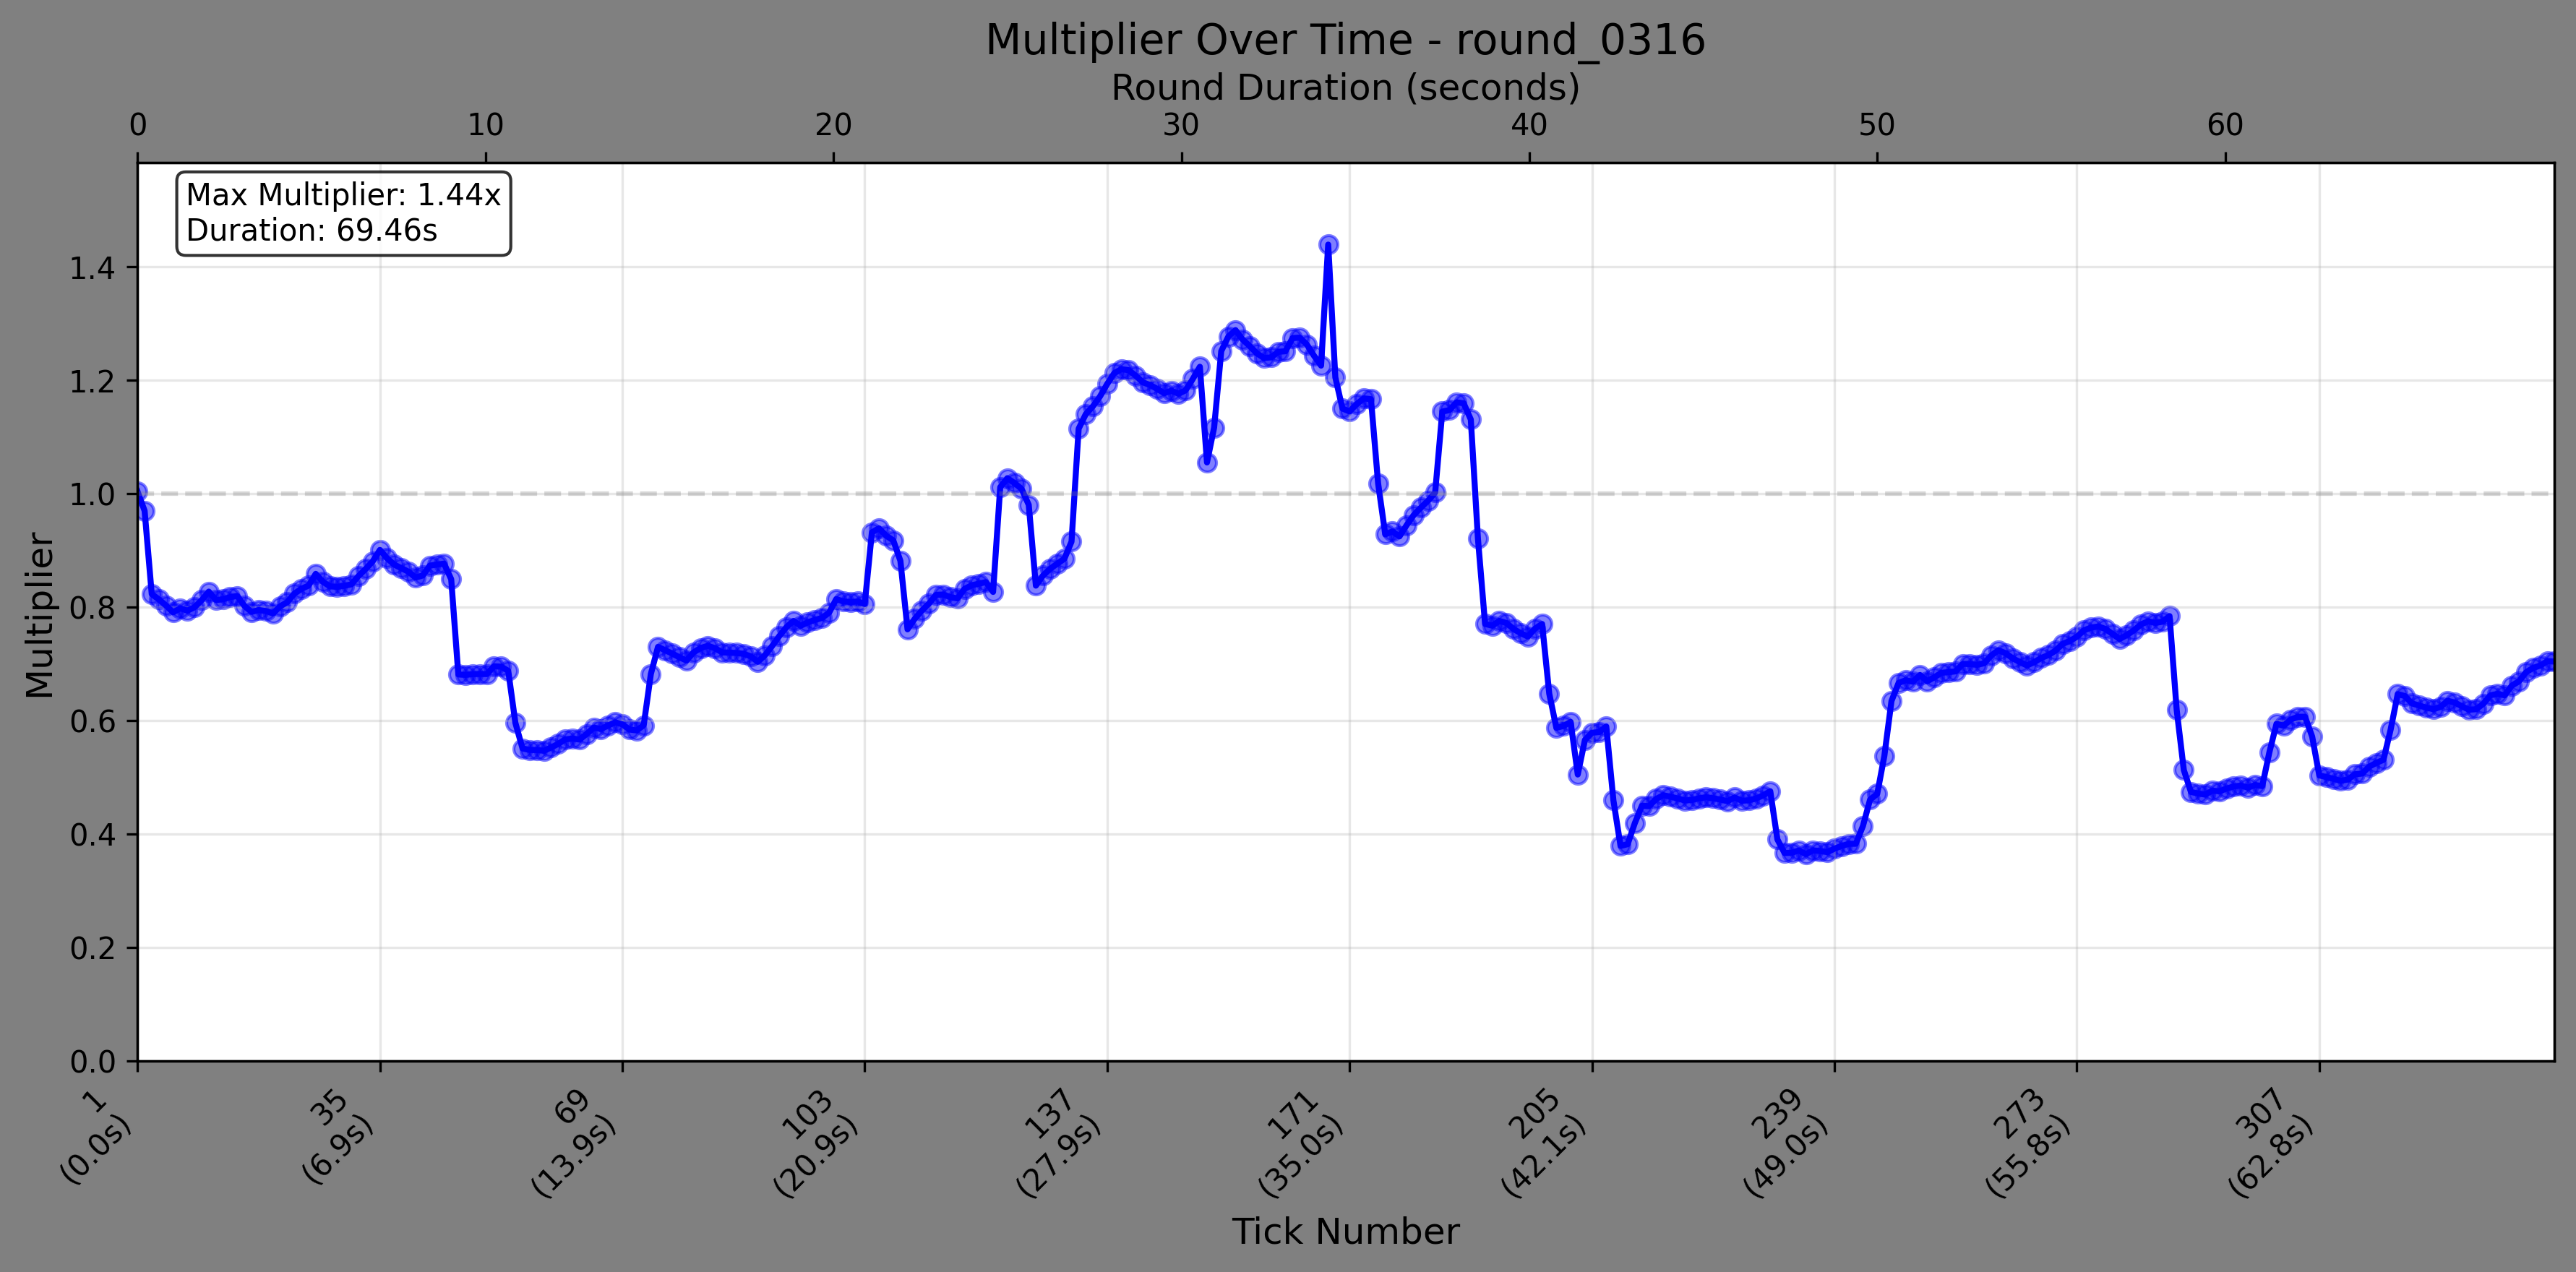 Multiplier Over Time - round_0316
Round Duration (seconds)
0 10 20 30 40 50 60
Max Multiplier: 1.44x
Duration: 69.46s
Multiplier
1.4
1.2
1.0
0.8
0.6
0.4
0.2
0.0
1
(0.0s)
35
(6.9s)
69
(13.9s)
103
(20.9s)
137
(27.9s)
171
(35.0s)
205
(42.1s)
239
(49.0s)
273
(55.8s)
307
(62.8s)
Tick Number